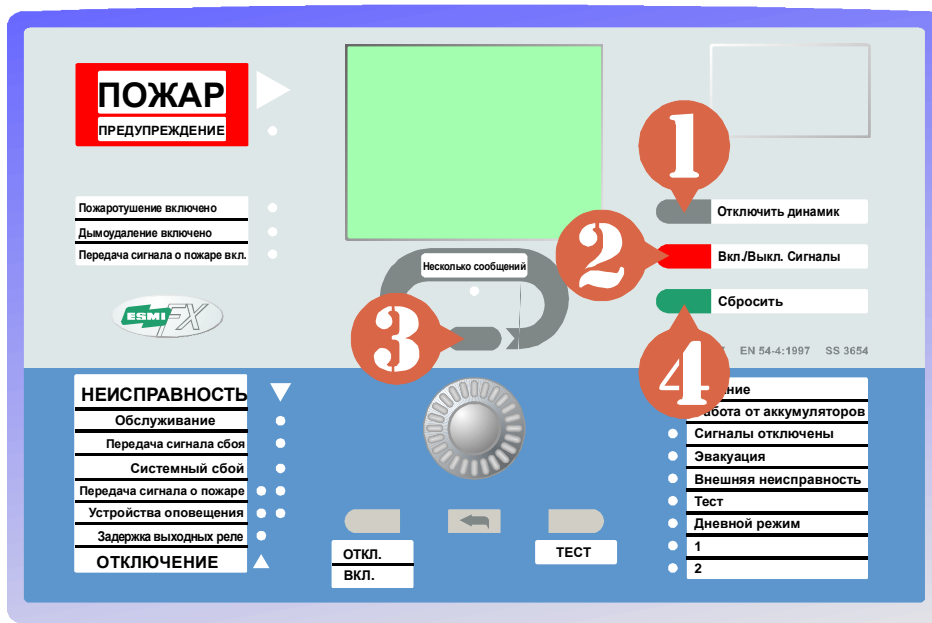 ПОЖАР
ПРЕДУПРЕЖДЕНИЕ
Пожаротушение включено
Дымоудаление включено
Передача сигнала о пожаре вкл.
ESMI FX
Несколько сообщений
1
Отключить динамик
2
Вкл./Выкл. Сигналы
Сбросить
3
4
EN 54-4:1997 SS 3654
НЕИСПРАВНОСТЬ
Обслуживание
Передача сигнала сбоя
Системный сбой
Передача сигнала о пожаре
Устройства оповещения
Задержка выходных реле
ОТКЛЮЧЕНИЕ
ОТКЛ.
ВКЛ.
ТЕСТ
от аккумуляторов
Сигналы отключены
Эвакуация
Внешняя неисправность
Тест
Дневной режим
1
2